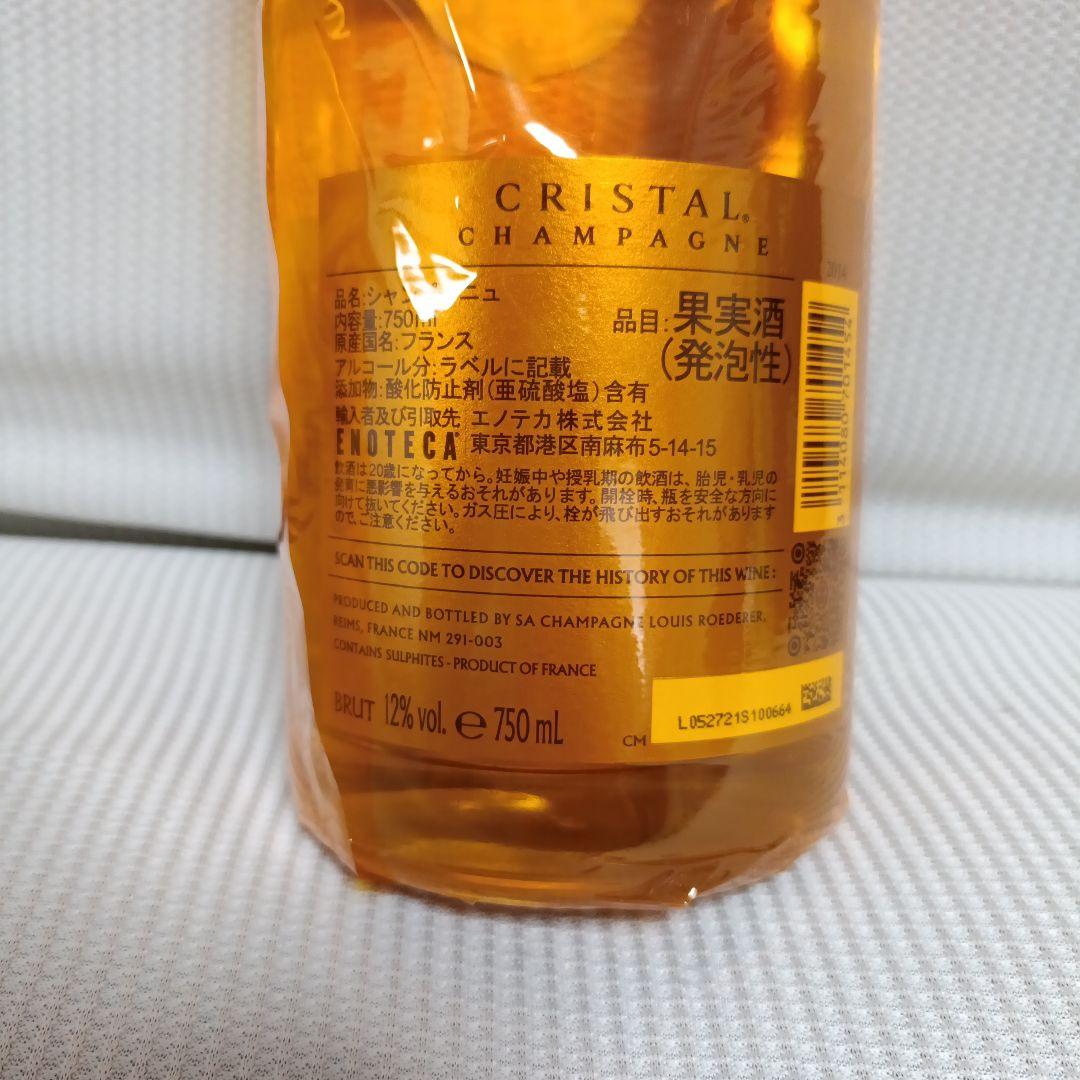 CRISTAL®
CHAMPAGNE
2014
品名:シャンパーニュ
内容量:750ml
原産国名:フランス
品目:果実酒
(発泡性)
アルコール分:ラベルに記載
添加物:酸化防止剤(亜硫酸塩)含有
輸入者及び引取先 エノテカ株式会社
ENOTECA 東京都港区南麻布5-14-15
飲酒は20歳になってから。妊娠中や授乳期の飲酒は、胎児・乳児の
発育に悪影響を与えるおそれがあります。開栓時、瓶を安全な方向に
向けて抜いてください。ガス圧により、栓が飛び出すおそれがあります
ので、ご注意ください。
SCAN THIS CODE TO DISCOVER THE HISTORY OF THIS WINE:
PRODUCED AND BOTTLED BY SA CHAMPAGNE LOUIS ROEDERER,
REIMS, FRANCE NM 291-003
CONTAINS SULPHITES - PRODUCT OF FRANCE
BRUT 12% vol. e 750 mL
CM
L052721S100664
3 114080 701454